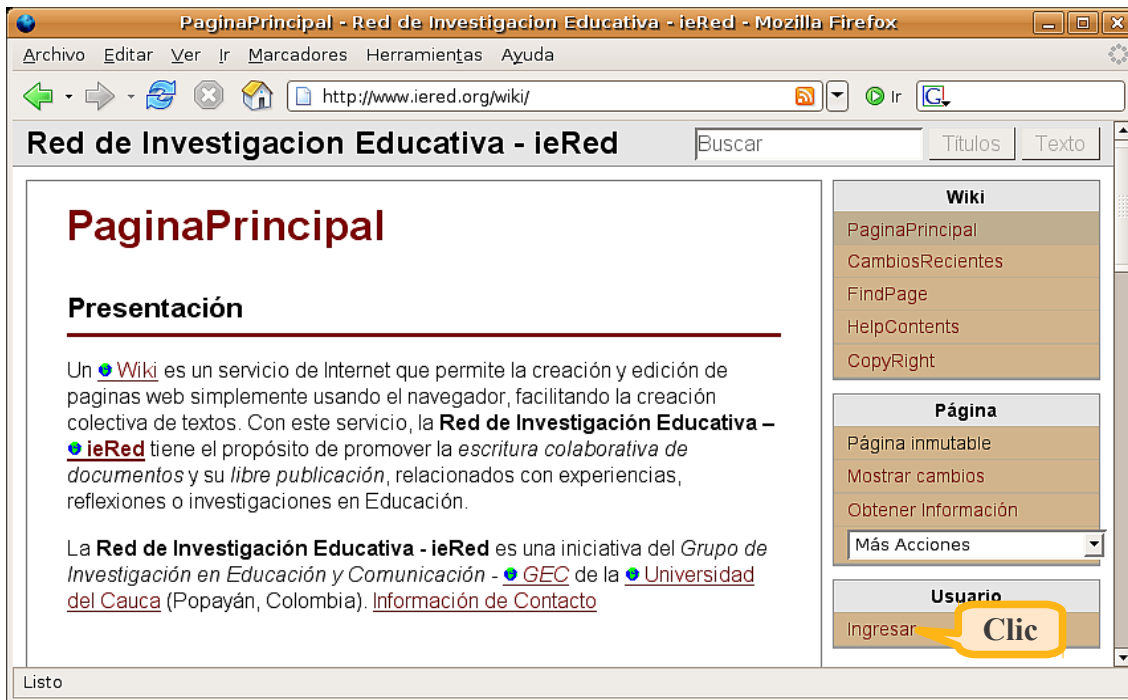 PaginaPrincipal - Red de Investigacion Educativa - ieRed - Mozilla Firefox
Archivo Editar Ver Ir Marcadores Herramientas Ayuda
http://www.iered.org/wiki/ Ir G
Red de Investigacion Educativa - ieRed Buscar Títulos Texto
PaginaPrincipal
Presentación
Un Wiki es un servicio de Internet que permite la creación y edición de
paginas web simplemente usando el navegador, facilitando la creación
colectiva de textos. Con este servicio, la Red de Investigación Educativa –
ieRed tiene el propósito de promover la escritura colaborativa de
documentos y su libre publicación, relacionados con experiencias,
reflexiones o investigaciones en Educación.
La Red de Investigación Educativa - ieRed es una iniciativa del Grupo de
Investigación en Educación y Comunicación - GEC de la Universidad
del Cauca (Popayán, Colombia). Información de Contacto
Wiki
PaginaPrincipal
CambiosRecientes
FindPage
HelpContents
CopyRight
Página
Página inmutable
Mostrar cambios
Obtener Información
Más Acciones
Usuario
Ingresar
Clic
Listo